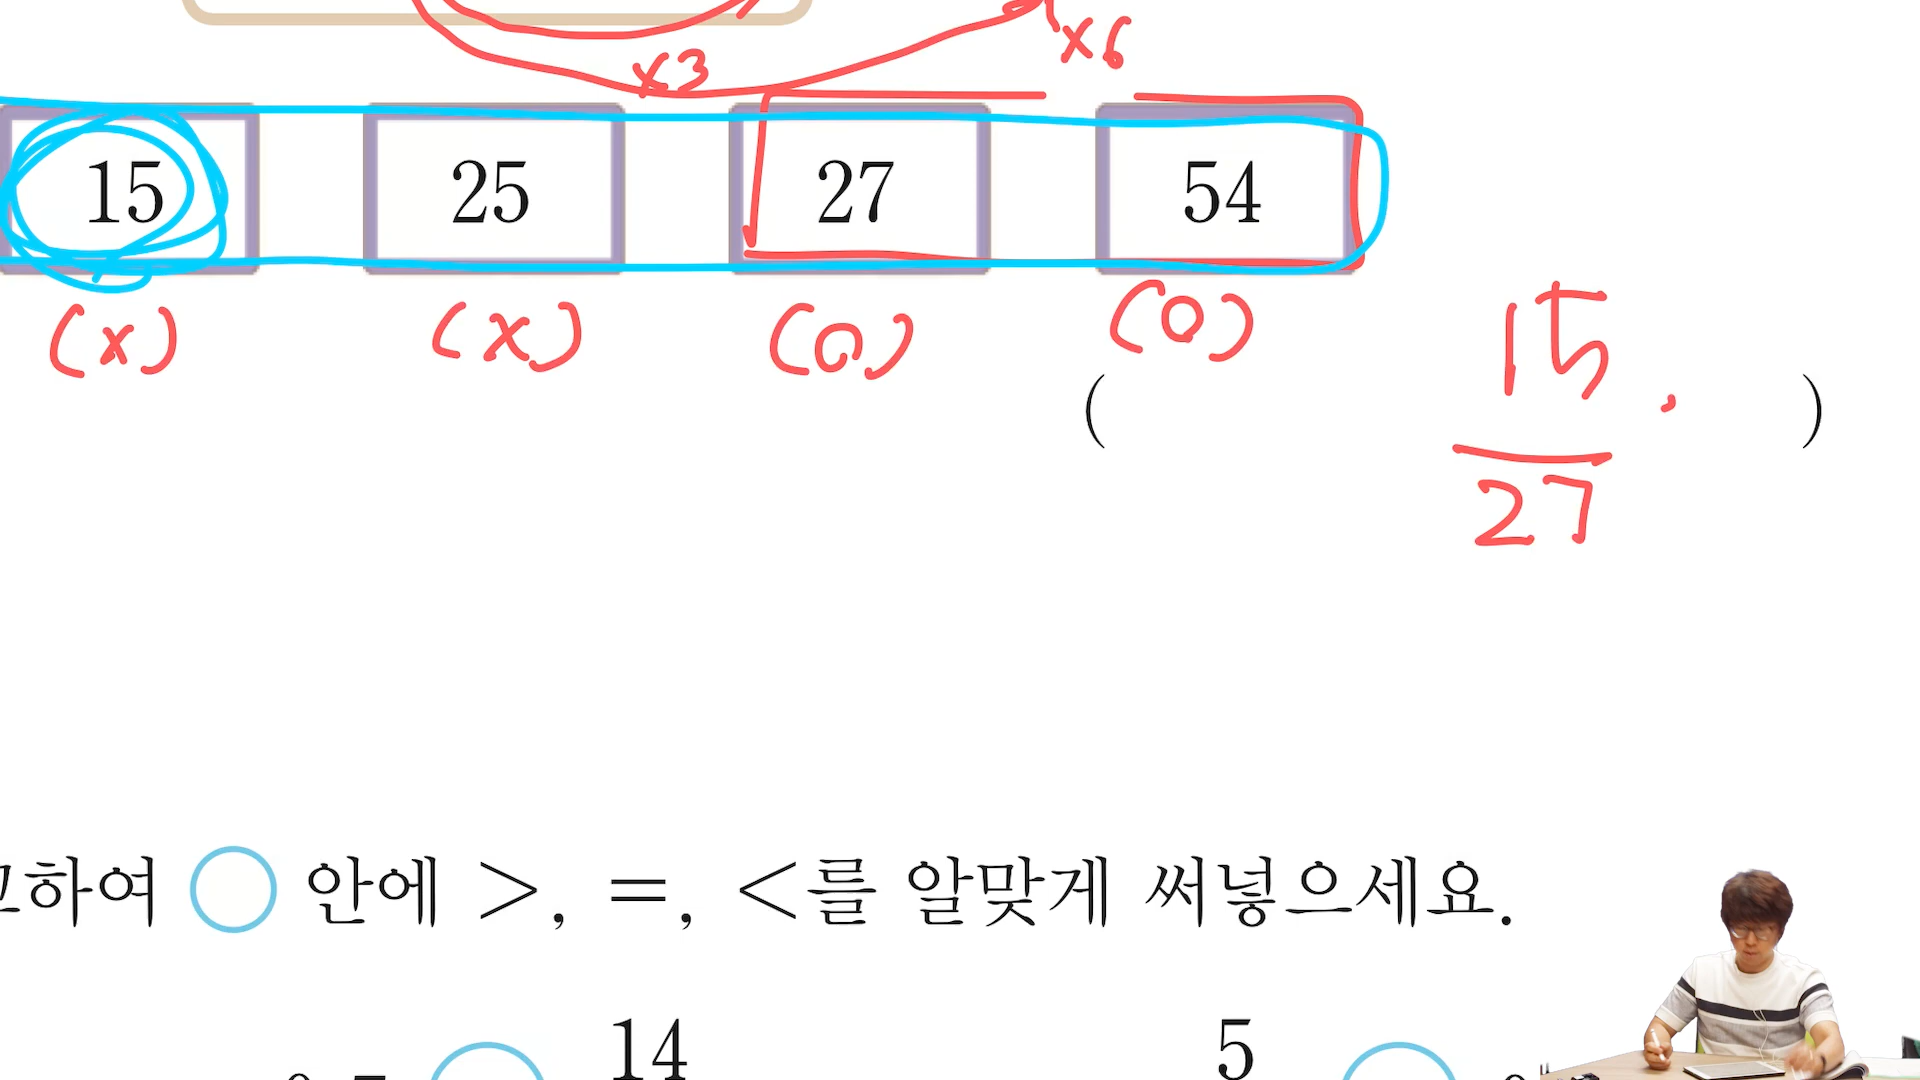 ×3 ×6
15 25 27 54
(×) (×) (○) (○)
( 15 , )
27
하여 ○ 안에 >, =, <를 알맞게 써넣으세요.
14 5